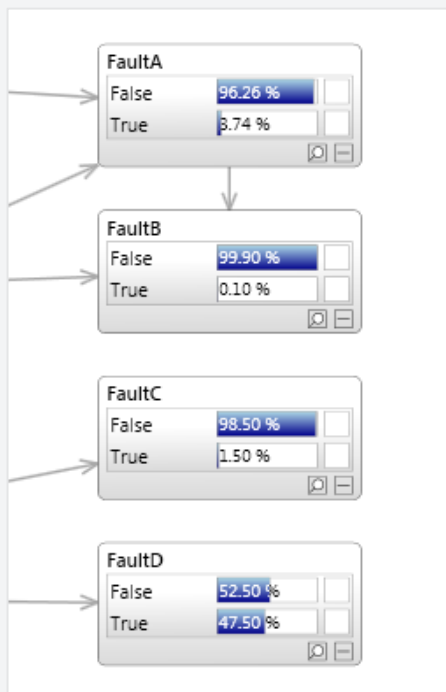 FaultA
False 96.26 %
True 3.74 %
FaultB
False 99.90 %
True 0.10 %
FaultC
False 98.50 %
True 1.50 %
FaultD
False 52.50 %
True 47.50 %